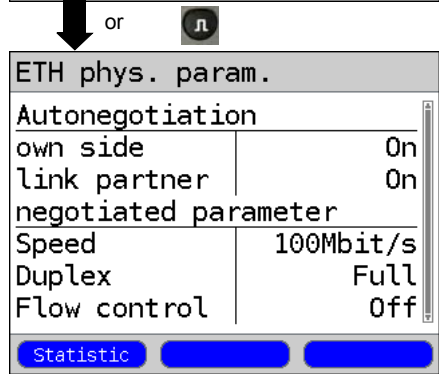 or
ETH phys. param.
Autonegotiation
own side On
link partner On
negotiated parameter
Speed 100Mbit/s
Duplex Full
Flow control Off
Statistic